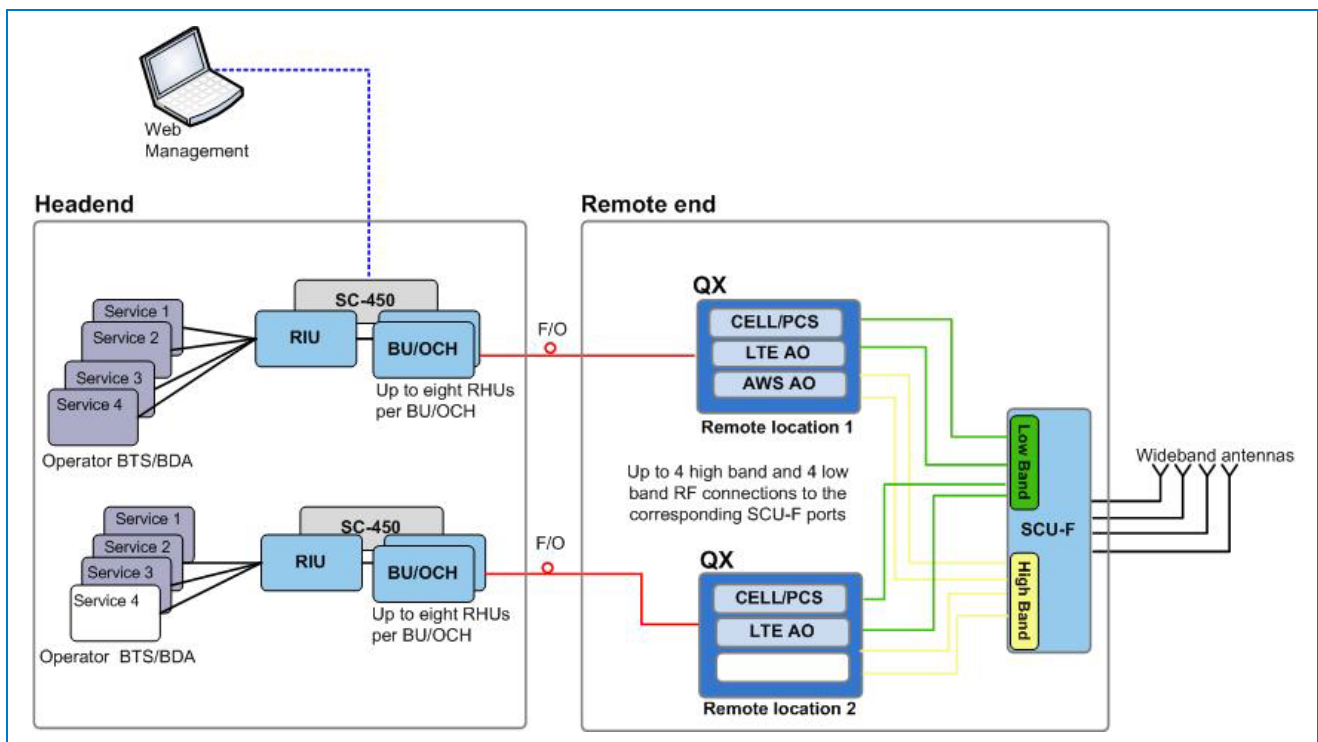 Web
Management
Headend
Remote end
Service 1
Service 2
Service 3
Service 4
Operator BTS/BDA
SC-450
RIU
BU/OCH
Up to eight RHUs
per BU/OCH
F/O
QX
CELL/PCS
LTE AO
AWS AO
Remote location 1
Up to 4 high band and 4 low
band RF connections to the
corresponding SCU-F ports
Low Band
SCU-F
High Band
Wideband antennas
Service 1
Service 2
Service 3
Service 4
Operator BTS/BDA
SC-450
RIU
BU/OCH
Up to eight RHUs
per BU/OCH
F/O
QX
CELL/PCS
LTE AO
Remote location 2